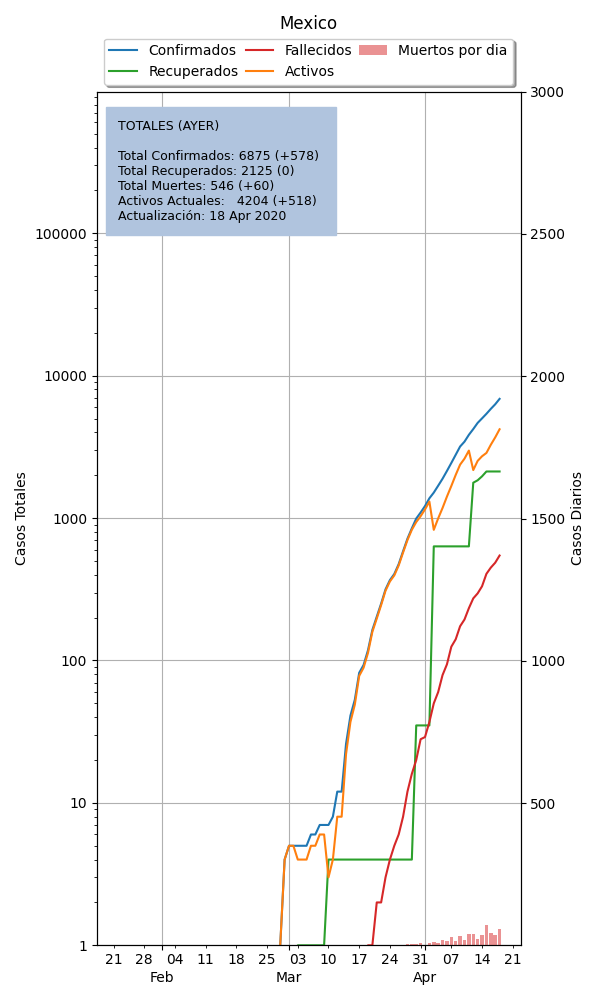 Mexico
Confirmados Fallecidos Muertos por dia
Recuperados Activos
TOTALES (AYER)
Total Confirmados: 6875 (+578)
Total Recuperados: 2125 (0)
Total Muertes: 546 (+60)
Activos Actuales: 4204 (+518)
Actualización: 18 Apr 2020
Casos Totales
100000
10000
1000
100
10
1
3000
2500
2000
1500
1000
500
Casos Diarios
21 28 04 11 18 25 03 10 17 24 31 07 14 21
Feb Mar Apr